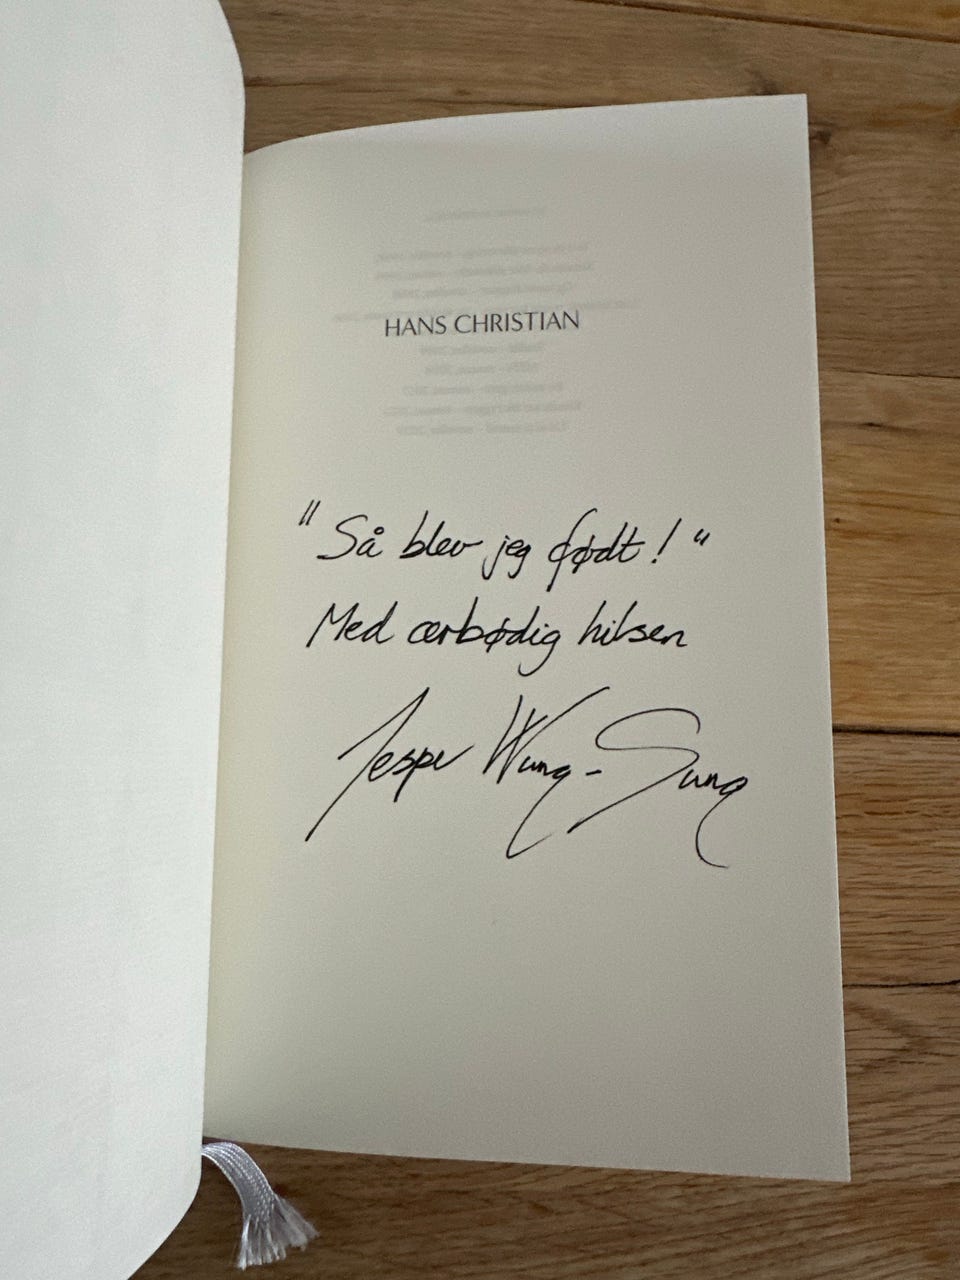 HANS CHRISTIAN
"Så blev jeg født!"
Med ærbødig hilsen
Jesper Wung-Sung